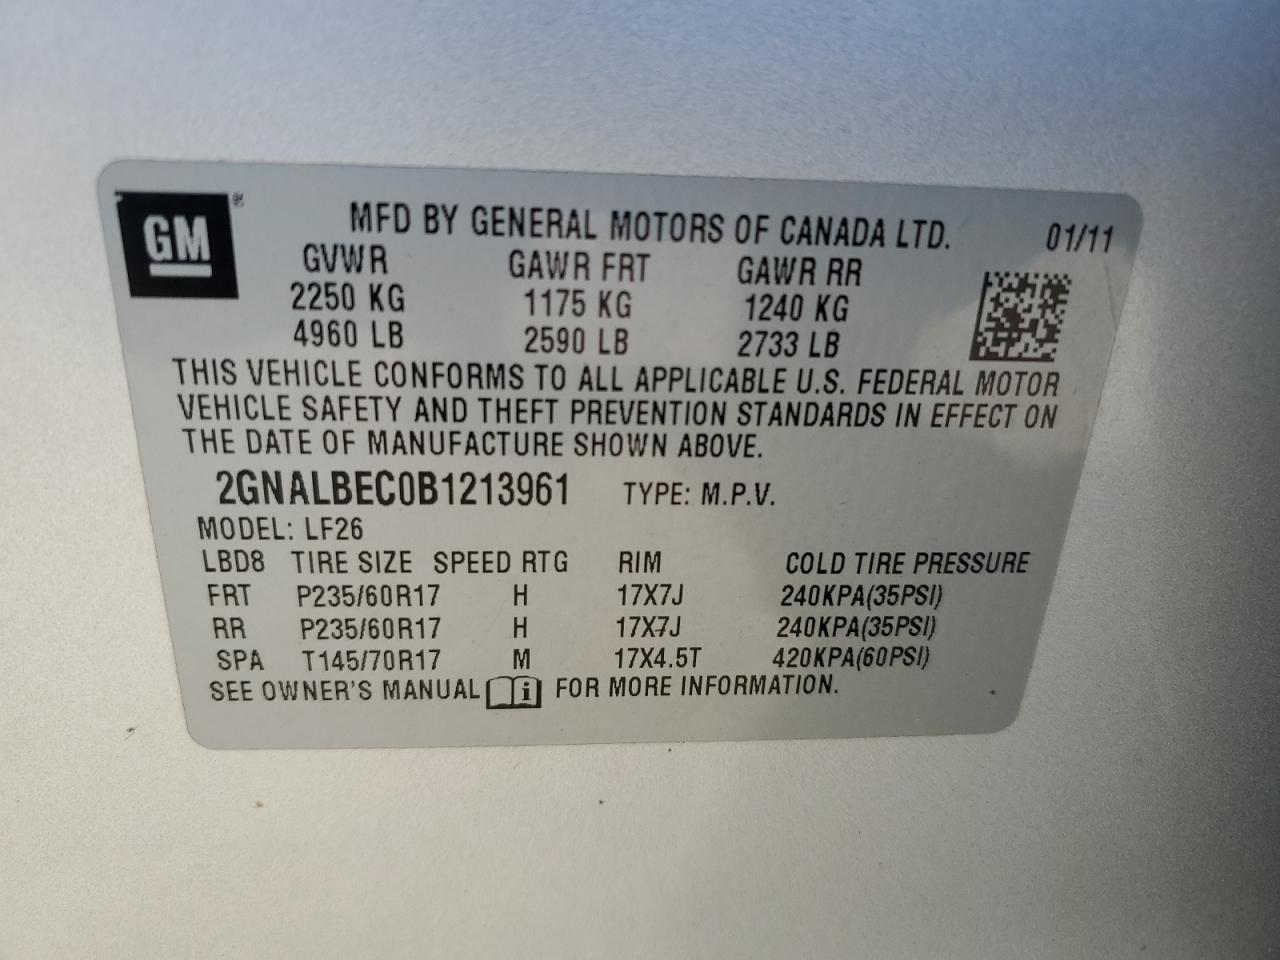 GM®
MFD BY GENERAL MOTORS OF CANADA LTD. 01/11
GVWR GAWR FRT GAWR RR
2250 KG 1175 KG 1240 KG
4960 LB 2590 LB 2733 LB
THIS VEHICLE CONFORMS TO ALL APPLICABLE U.S. FEDERAL MOTOR
VEHICLE SAFETY AND THEFT PREVENTION STANDARDS IN EFFECT ON
THE DATE OF MANUFACTURE SHOWN ABOVE.
2GNALBEC0B1213961 TYPE: M.P.V.
MODEL: LF26
LBD8 TIRE SIZE SPEED RTG RIM COLD TIRE PRESSURE
FRT P235/60R17 H 17X7J 240KPA(35PSI)
RR P235/60R17 H 17X7J 240KPA(35PSI)
SPA T145/70R17 M 17X4.5T 420KPA(60PSI)
SEE OWNER'S MANUAL i FOR MORE INFORMATION.